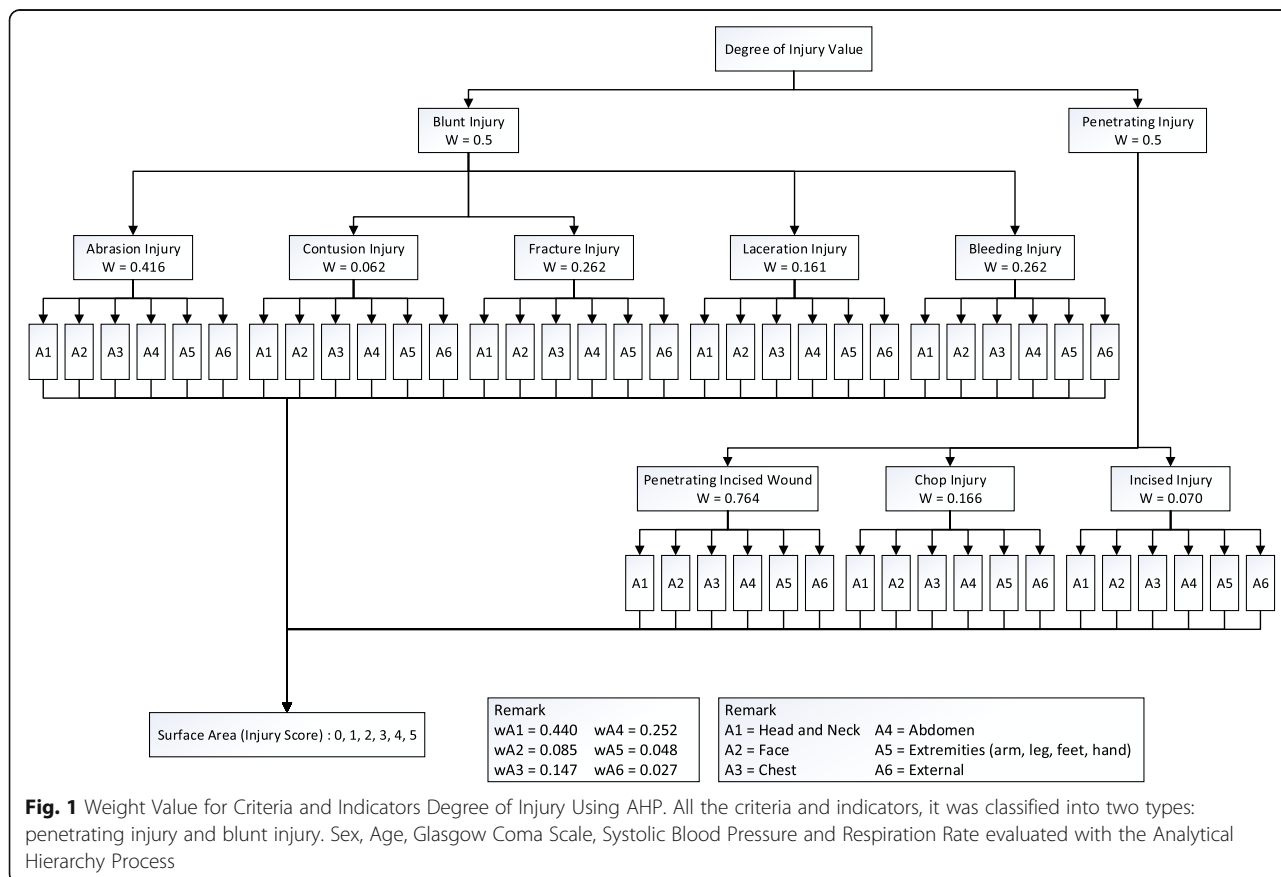 Degree of Injury Value
Blunt Injury
W = 0.5
Penetrating Injury
W = 0.5
Abrasion Injury
W = 0.416
Contusion Injury
W = 0.062
Fracture Injury
W = 0.262
Laceration Injury
W = 0.161
Bleeding Injury
W = 0.262
A1 A2 A3 A4 A5 A6 A1 A2 A3 A4 A5 A6 A1 A2 A3 A4 A5 A6 A1 A2 A3 A4 A5 A6 A1 A2 A3 A4 A5 A6
Penetrating Incised Wound
W = 0.764
Chop Injury
W = 0.166
Incised Injury
W = 0.070
A1 A2 A3 A4 A5 A6 A1 A2 A3 A4 A5 A6 A1 A2 A3 A4 A5 A6
Surface Area (Injury Score) : 0, 1, 2, 3, 4, 5
Remark
wA1 = 0.440 wA4 = 0.252
wA2 = 0.085 wA5 = 0.048
wA3 = 0.147 wA6 = 0.027
Remark
A1 = Head and Neck A4 = Abdomen
A2 = Face A5 = Extremities (arm, leg, feet, hand)
A3 = Chest A6 = External
Fig. 1 Weight Value for Criteria and Indicators Degree of Injury Using AHP. All the criteria and indicators, it was classified into two types:
penetrating injury and blunt injury. Sex, Age, Glasgow Coma Scale, Systolic Blood Pressure and Respiration Rate evaluated with the Analytical
Hierarchy Process